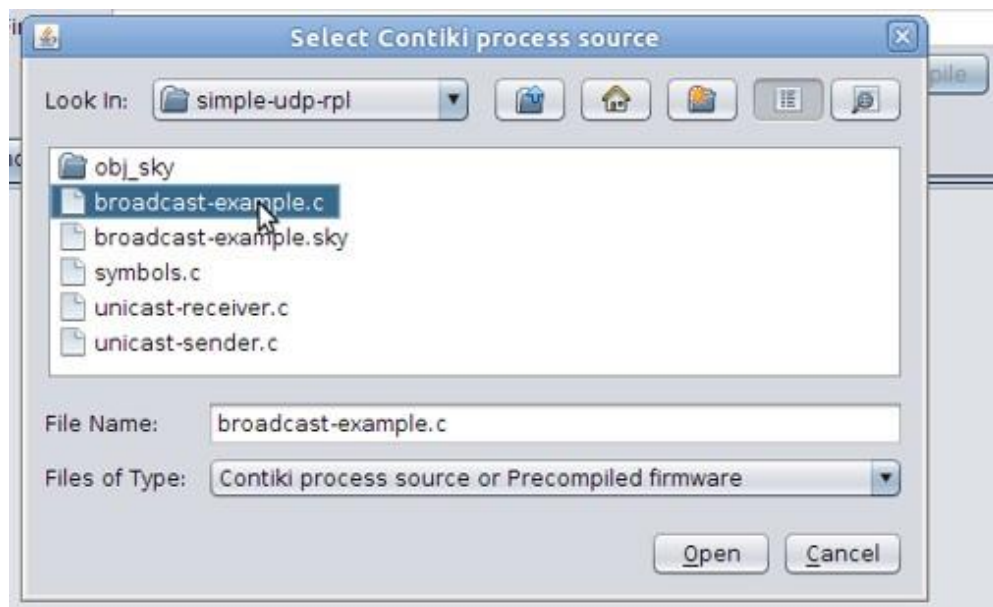 Select Contiki process source
Look In: simple-udp-rpl
pile
obj_sky
broadcast-example.c
broadcast-example.sky
symbols.c
unicast-receiver.c
unicast-sender.c
File Name: broadcast-example.c
Files of Type: Contiki process source or Precompiled firmware
Open Cancel